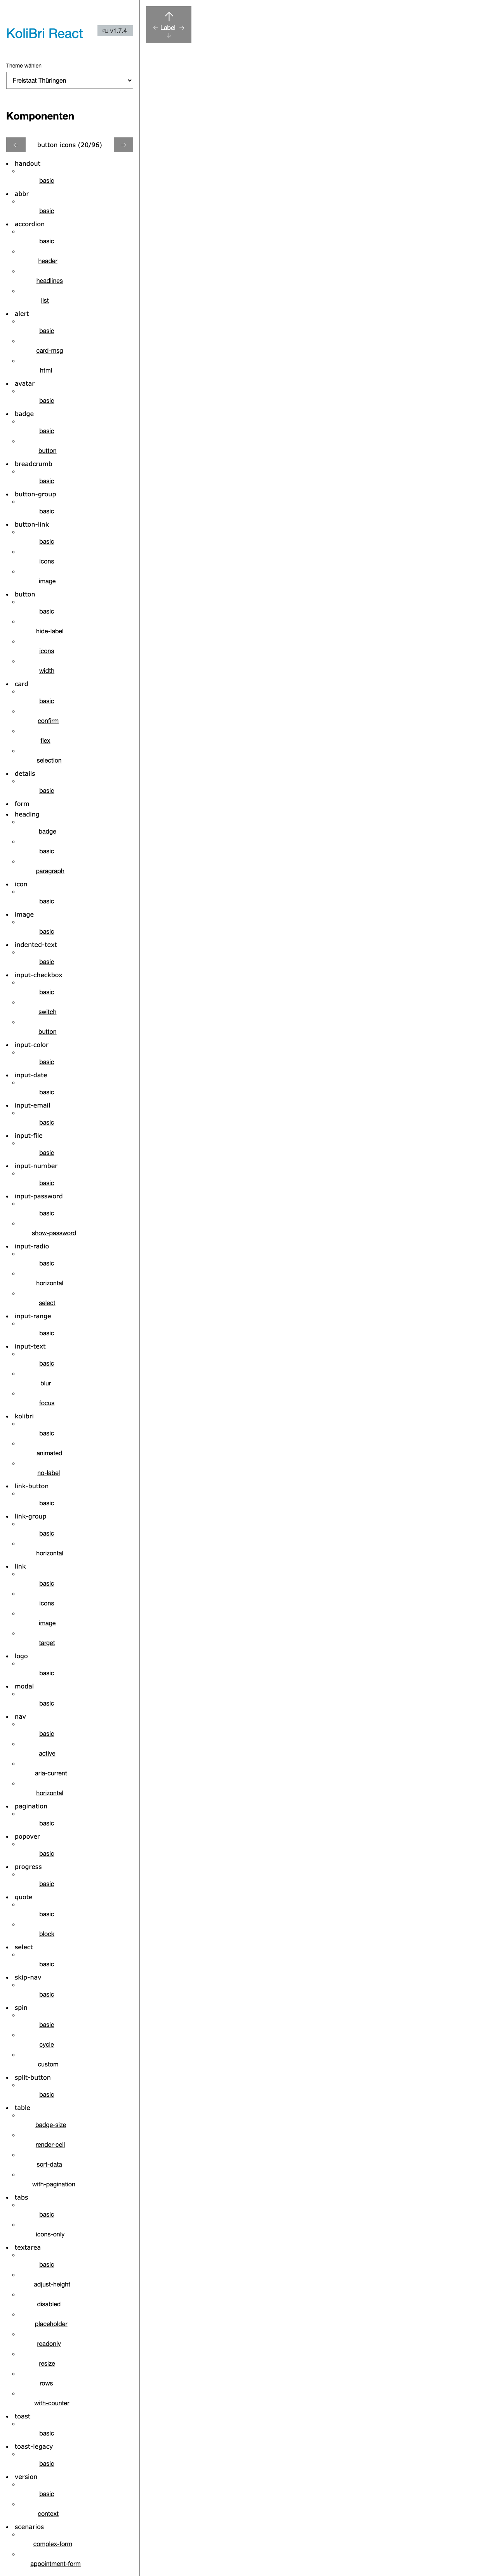 KoliBri React
v1.7.4
Theme wählen
Freistaat Thüringen
Komponenten
← button icons (20/96) →
handout
basic
abbr
basic
accordion
basic
header
headlines
list
alert
basic
card-msg
html
avatar
basic
badge
basic
button
breadcrumb
basic
button-group
basic
button-link
basic
icons
image
button
basic
hide-label
icons
width
card
basic
confirm
flex
selection
details
basic
form
heading
badge
basic
paragraph
icon
basic
image
basic
indented-text
basic
input-checkbox
basic
switch
button
input-color
basic
input-date
basic
input-email
basic
input-file
basic
input-number
basic
input-password
basic
show-password
input-radio
basic
horizontal
select
input-range
basic
input-text
basic
blur
focus
kolibri
basic
animated
no-label
link-button
basic
link-group
basic
horizontal
link
basic
icons
image
target
logo
basic
modal
basic
nav
basic
active
aria-current
horizontal
pagination
basic
popover
basic
progress
basic
quote
basic
block
select
basic
skip-nav
basic
spin
basic
cycle
custom
split-button
basic
table
badge-size
render-cell
sort-data
with-pagination
tabs
basic
icons-only
textarea
basic
adjust-height
disabled
placeholder
readonly
resize
rows
with-counter
toast
basic
toast-legacy
basic
version
basic
context
scenarios
complex-form
appointment-form
↑
← Label →
↓